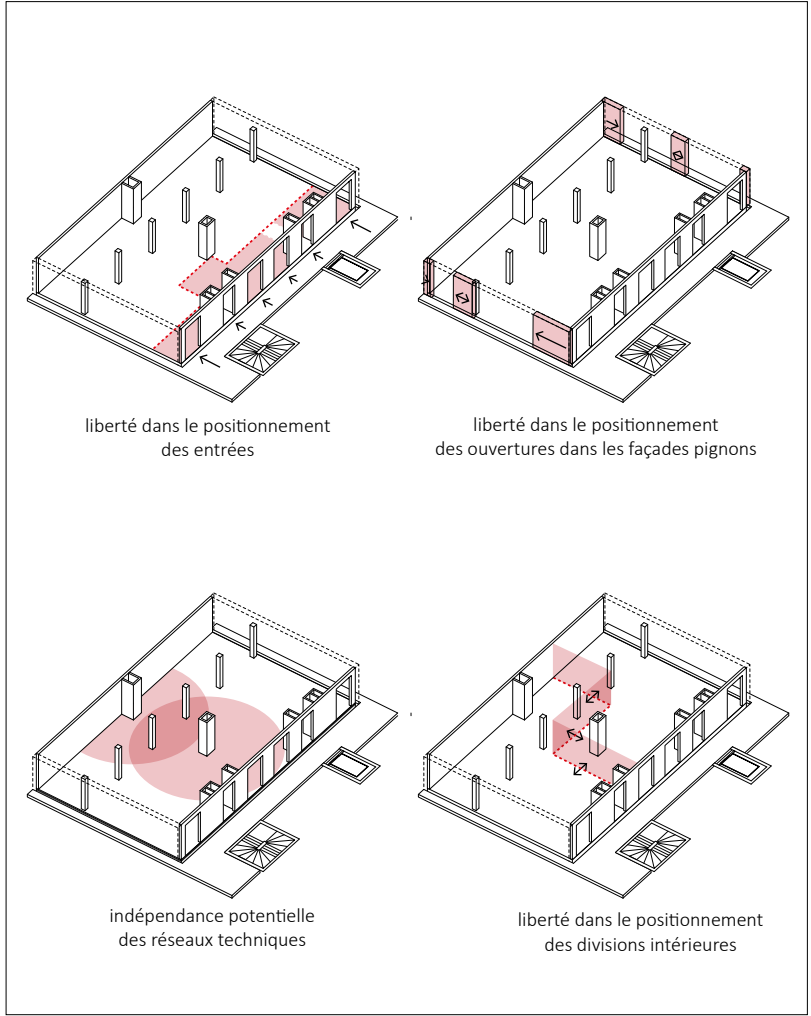 liberté dans le positionnement
des entrées
liberté dans le positionnement
des ouvertures dans les façades pignons
indépendance potentielle
des réseaux techniques
liberté dans le positionnement
des divisions intérieures